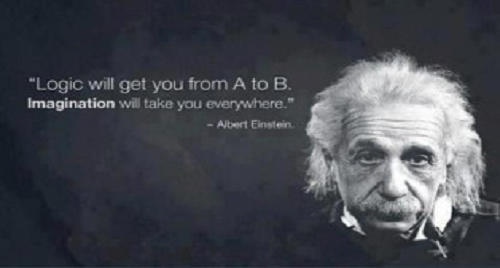 "Logic will get you from A to B.
Imagination will take you everywhere."
- Albert Einstein.